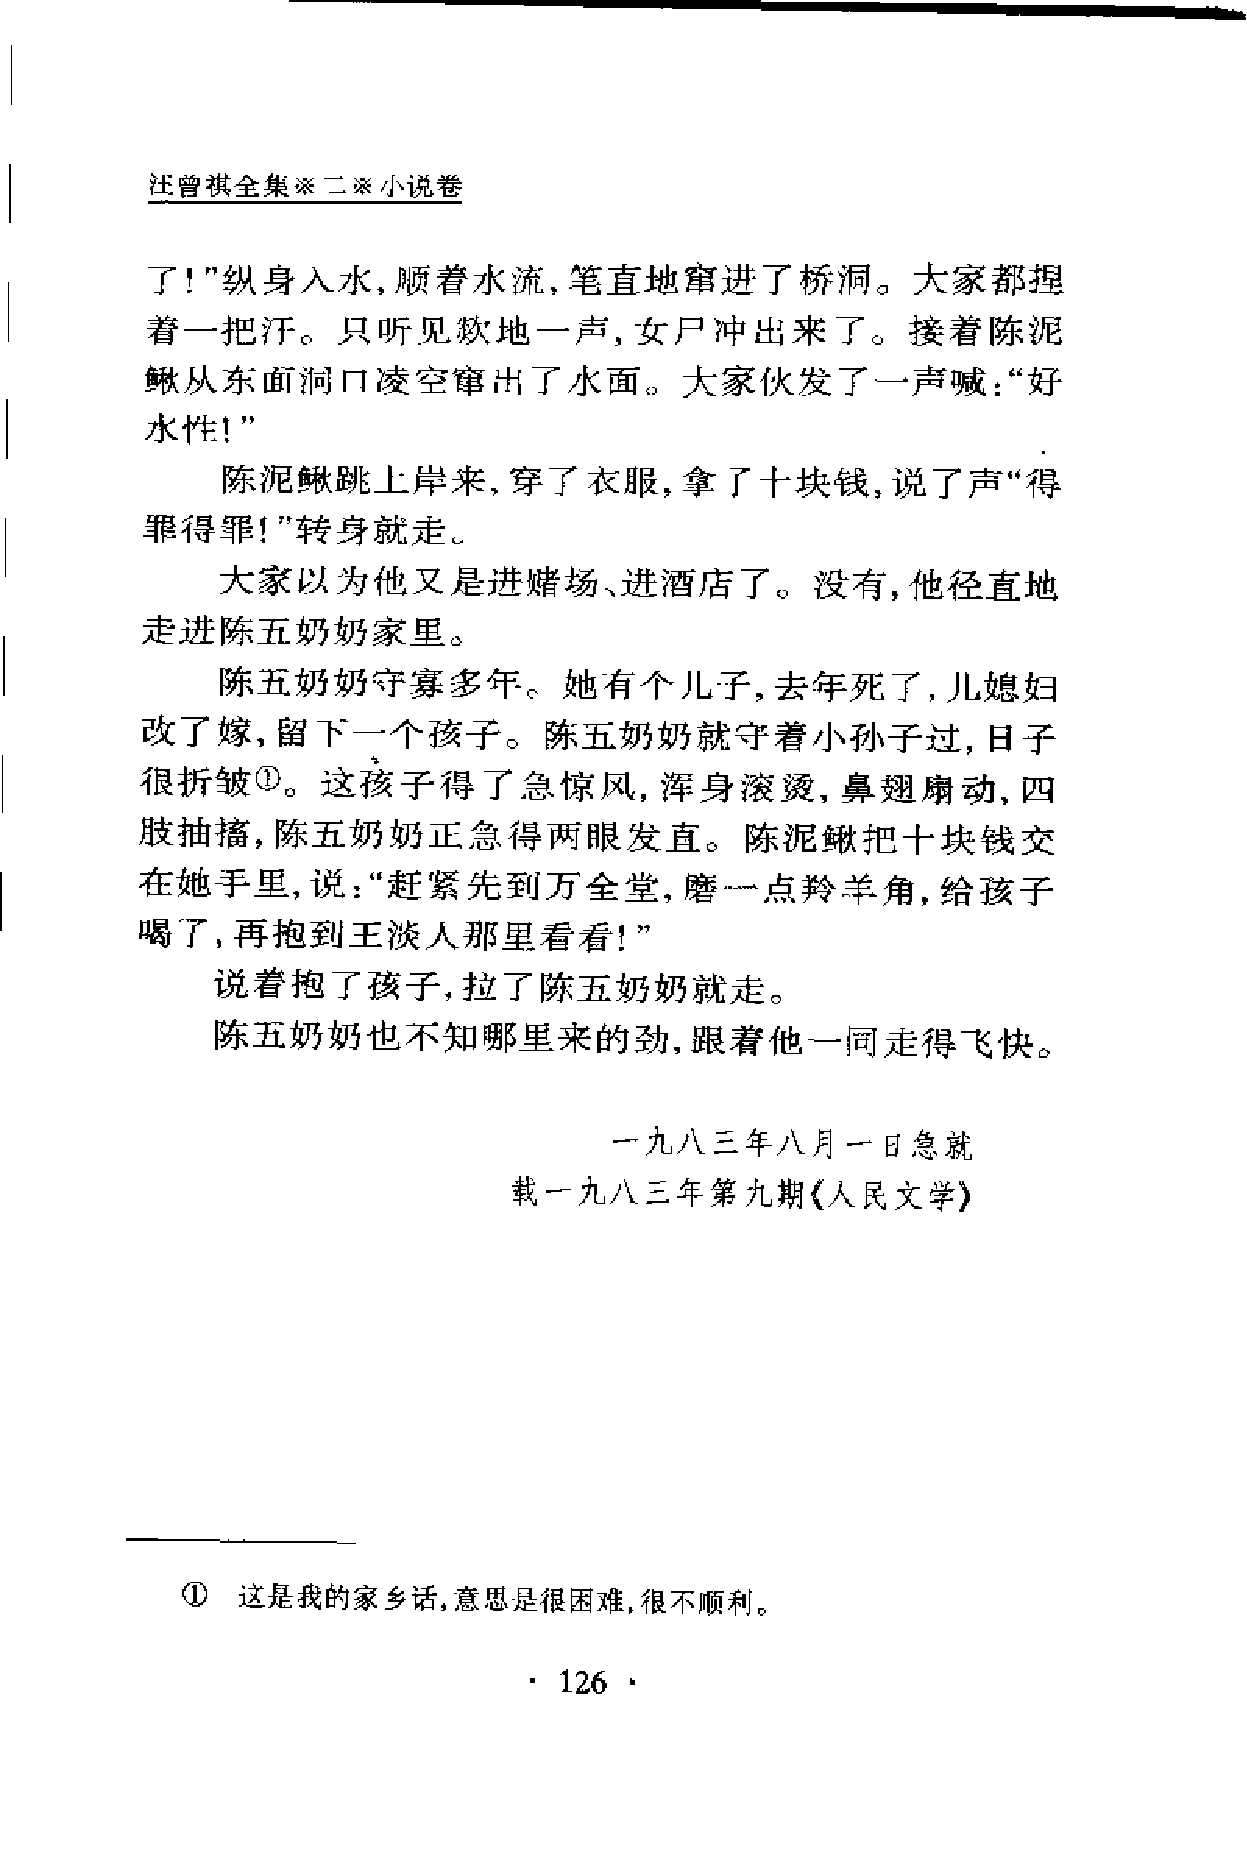 汪曾祺全集※二※小说卷
了!”纵身入水,顺着水流,笔直地窜进了桥洞。大家都捏
着一把汗。只听见欻地一声,女尸冲出来了。接着陈泥
鳅从东面洞口凌空窜出了水面。大家伙发了一声喊:“好
水性!”
陈泥鳅跳上岸来,穿了衣服,拿了十块钱,说了声“得
罪得罪!”转身就走。
大家以为他又是进赌场、进酒店了。没有,他径直地
走进陈五奶奶家里。
陈五奶奶守寡多年。她有个儿子,去年死了,儿媳妇
改了嫁,留下一个孩子。陈五奶奶就守着小孙子过,日子
很折皱①。这孩子得了急惊风,浑身滚烫,鼻翅扇动,四
肢抽搐,陈五奶奶正急得两眼发直。陈泥鳅把十块钱交
在她手里,说:“赶紧先到万全堂,磨一点羚羊角,给孩子
喝了,再抱到王淡人那里看看!”
说着抱了孩子,拉了陈五奶奶就走。
陈五奶奶也不知哪里来的劲,跟着他一同走得飞快。
一九八三年八月一日急就
载一九八三年第九期《人民文学》
① 这是我的家乡话,意思是很困难,很不顺利。
· 126 ·